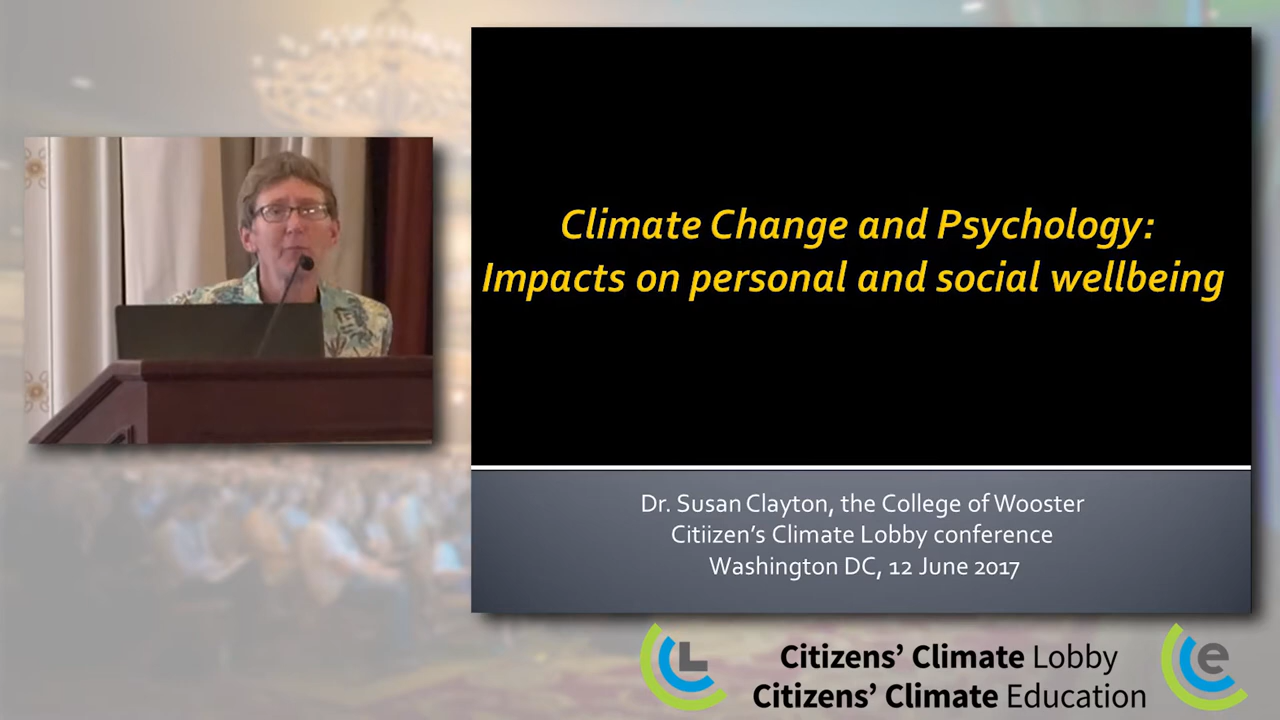 Climate Change and Psychology:
Impacts on personal and social wellbeing
Dr. Susan Clayton, the College of Wooster
Citiizen's Climate Lobby conference
Washington DC, 12 June 2017
L
Citizens' Climate Lobby
Citizens' Climate Education
e